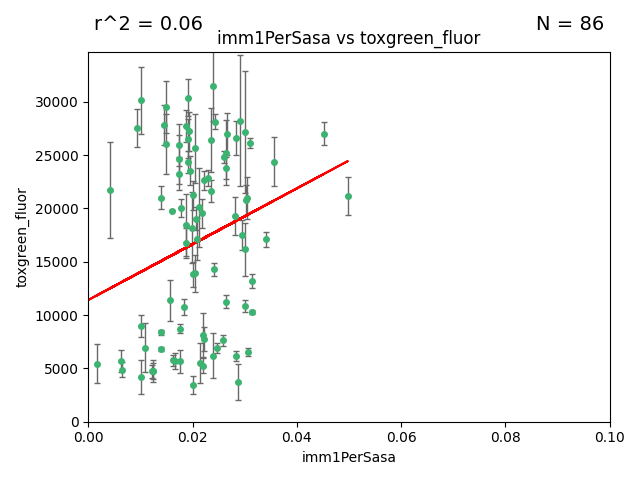 r^2 = 0.06
N = 86
imm1PerSasa vs toxgreen_fluor
toxgreen_fluor
30000
25000
20000
15000
10000
5000
0
0.00
0.02
0.04
0.06
0.08
0.10
imm1PerSasa